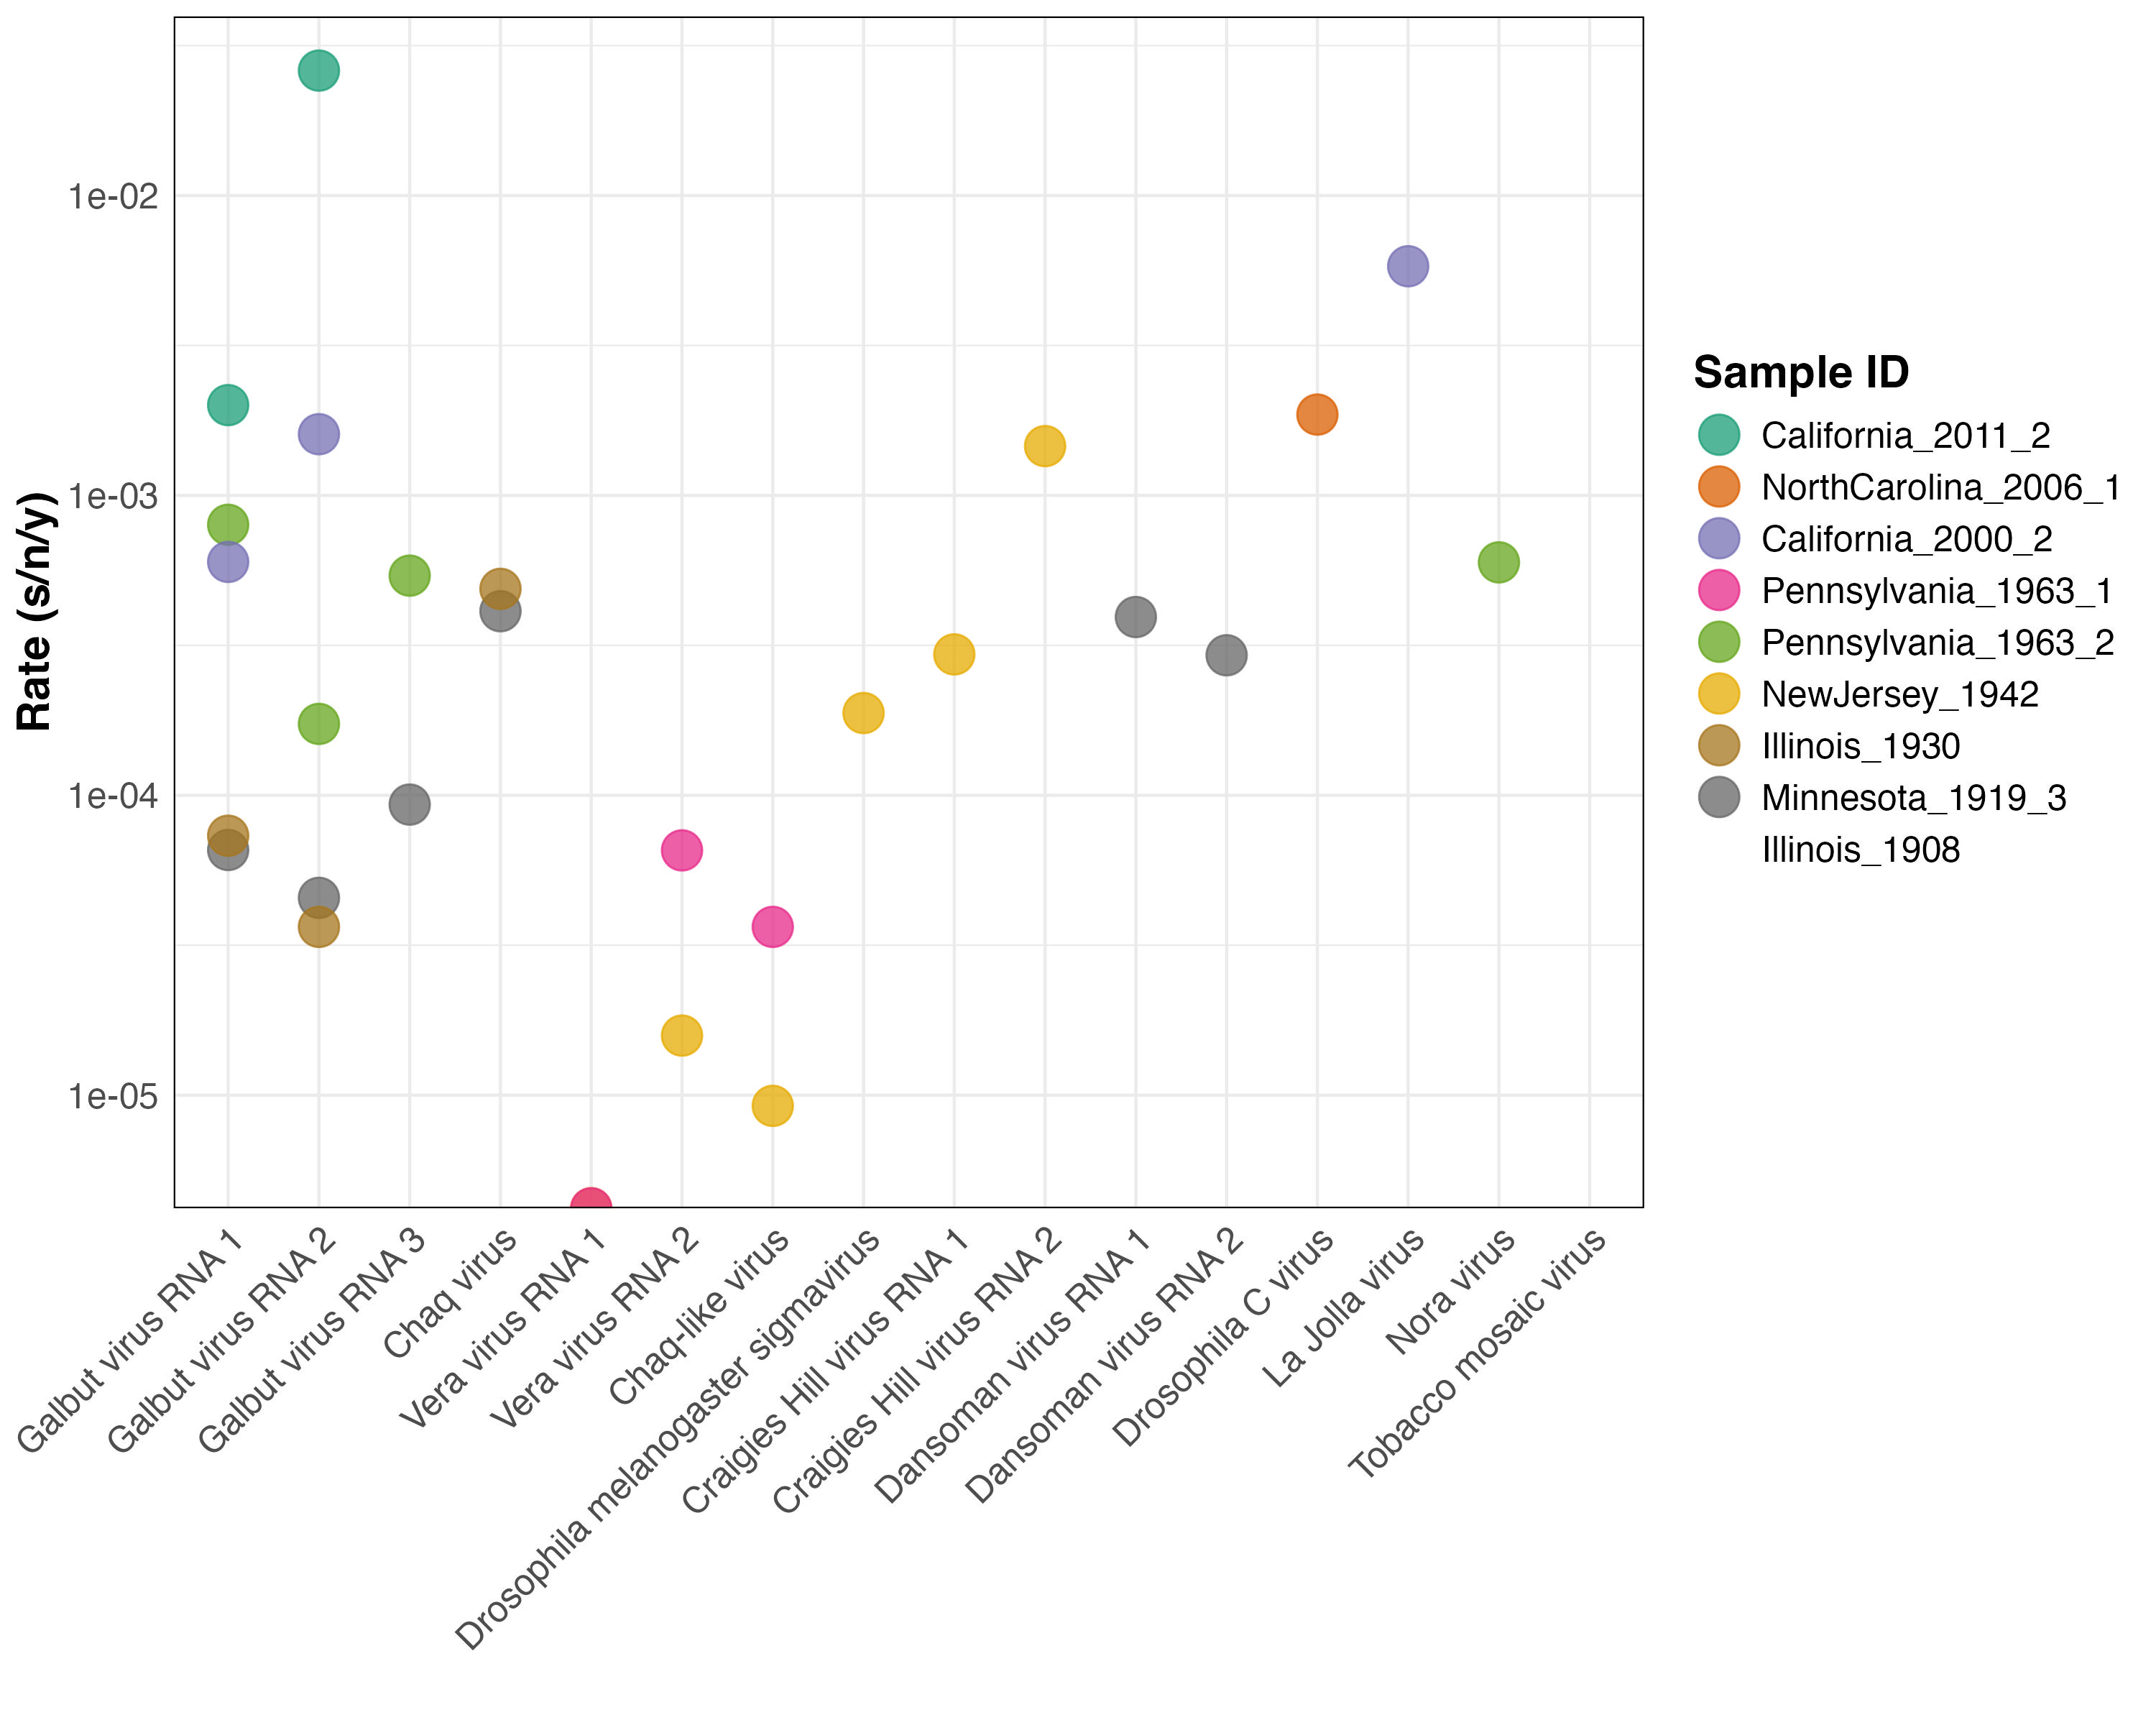 1e-02
1e-03
1e-04
1e-05
Rate (s/n/y)
Galbut virus RNA 1
Galbut virus RNA 2
Galbut virus RNA 3
Chaq virus
Vera virus RNA 1
Vera virus RNA 2
Chaq-like virus
Drosophila melanogaster sigmavirus
Craigies Hill virus RNA 1
Craigies Hill virus RNA 2
Dansoman virus RNA 1
Dansoman virus RNA 2
Drosophila C virus
La Jolla virus
Nora virus
Tobacco mosaic virus
Sample ID
California_2011_2
NorthCarolina_2006_1
California_2000_2
Pennsylvania_1963_1
Pennsylvania_1963_2
NewJersey_1942
Illinois_1930
Minnesota_1919_3
Illinois_1908